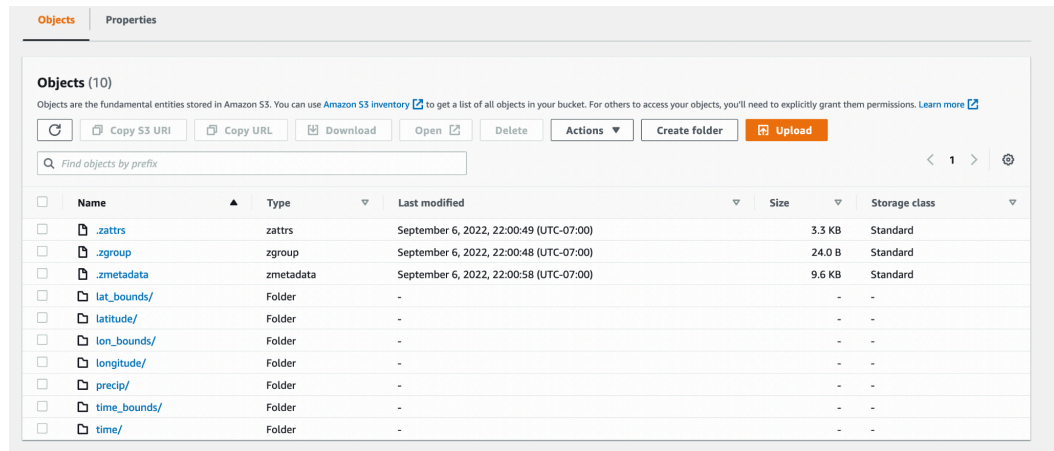 Objects Properties
Objects (10)
Objects are the fundamental entities stored in Amazon S3. You can use Amazon S3 inventory to get a list of all objects in your bucket. For others to access your objects, you'll need to explicitly grant them permissions. Learn more
Copy S3 URI Copy URL Download Open Delete Actions Create folder Upload
Find objects by prefix 1
Name Type Last modified Size Storage class
.zattrs zattrs September 6, 2022, 22:00:49 (UTC-07:00) 3.3 KB Standard
.zgroup zgroup September 6, 2022, 22:00:48 (UTC-07:00) 24.0 B Standard
.zmetadata zmetadata September 6, 2022, 22:00:58 (UTC-07:00) 9.6 KB Standard
lat_bounds/ Folder - - -
latitude/ Folder - - -
lon_bounds/ Folder - - -
longitude/ Folder - - -
precip/ Folder - - -
time_bounds/ Folder - - -
time/ Folder - - -